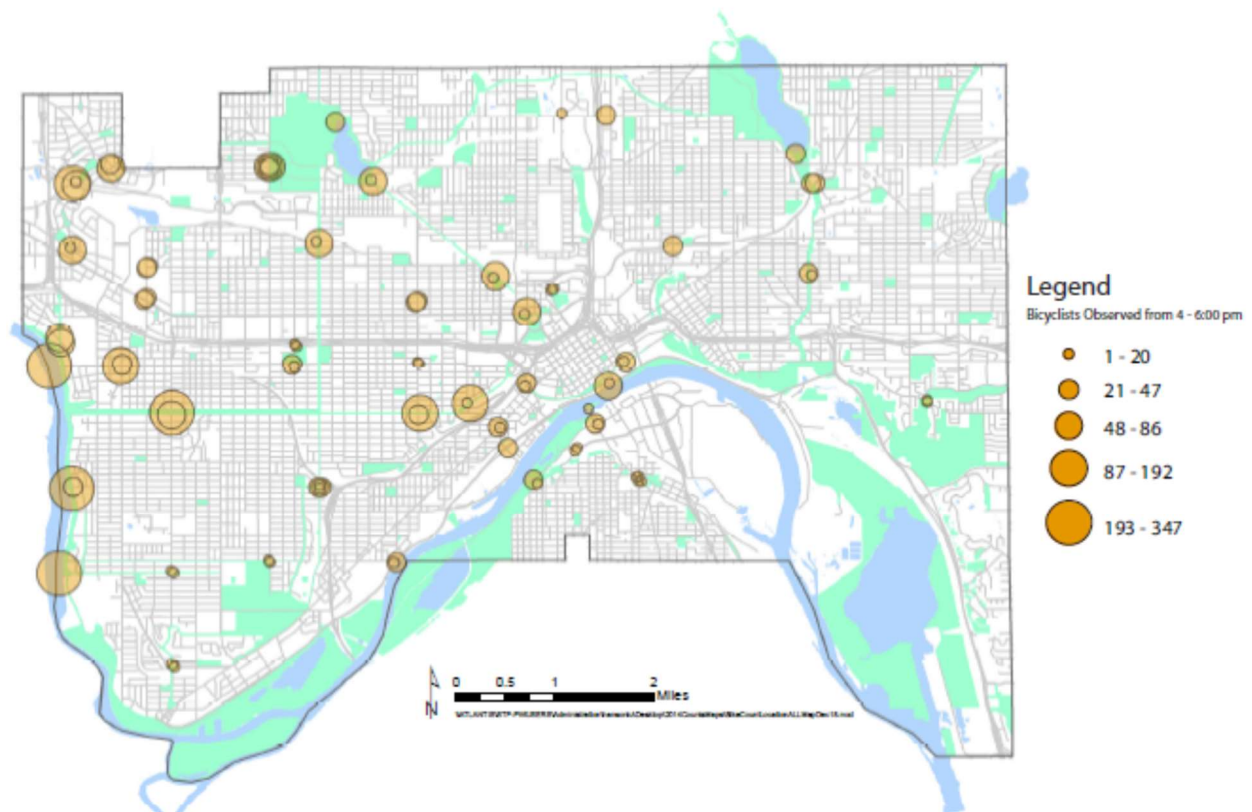 Legend
Bicyclists Observed from 4 - 6:00 pm
1 - 20
21 - 47
48 - 86
87 - 192
193 - 347
N
0 0.5 1 2
Miles